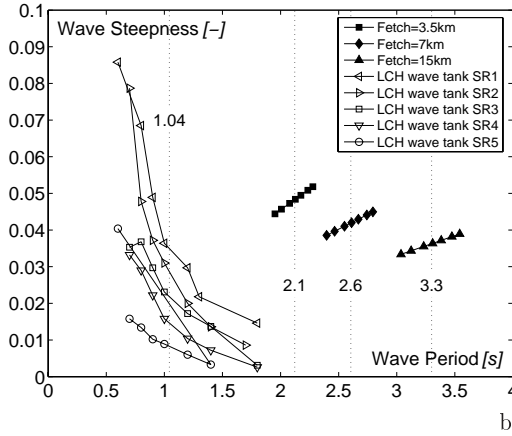 0.1
0.09
0.08
0.07
0.06
0.05
0.04
0.03
0.02
0.01
0
Wave Steepness [–]
1.04
Fetch=3.5km
Fetch=7km
Fetch=15km
LCH wave tank SR1
LCH wave tank SR2
LCH wave tank SR3
LCH wave tank SR4
LCH wave tank SR5
2.1
2.6
3.3
Wave Period [s]
0
0.5
1
1.5
2
2.5
3
3.5
4
b